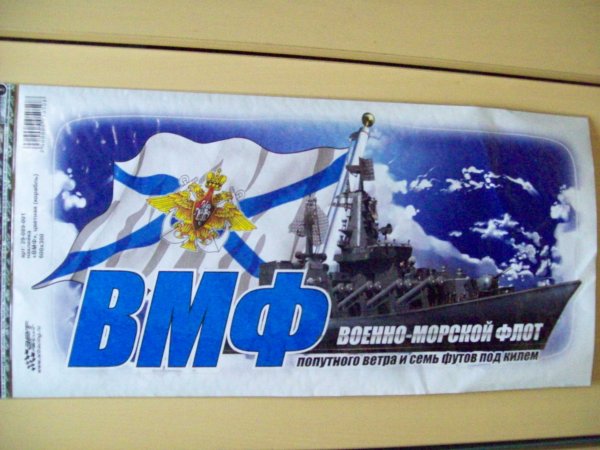 ВМФ
ВОЕННО-МОРСКОЙ ФЛОТ
попутного ветра и семь футов под килем